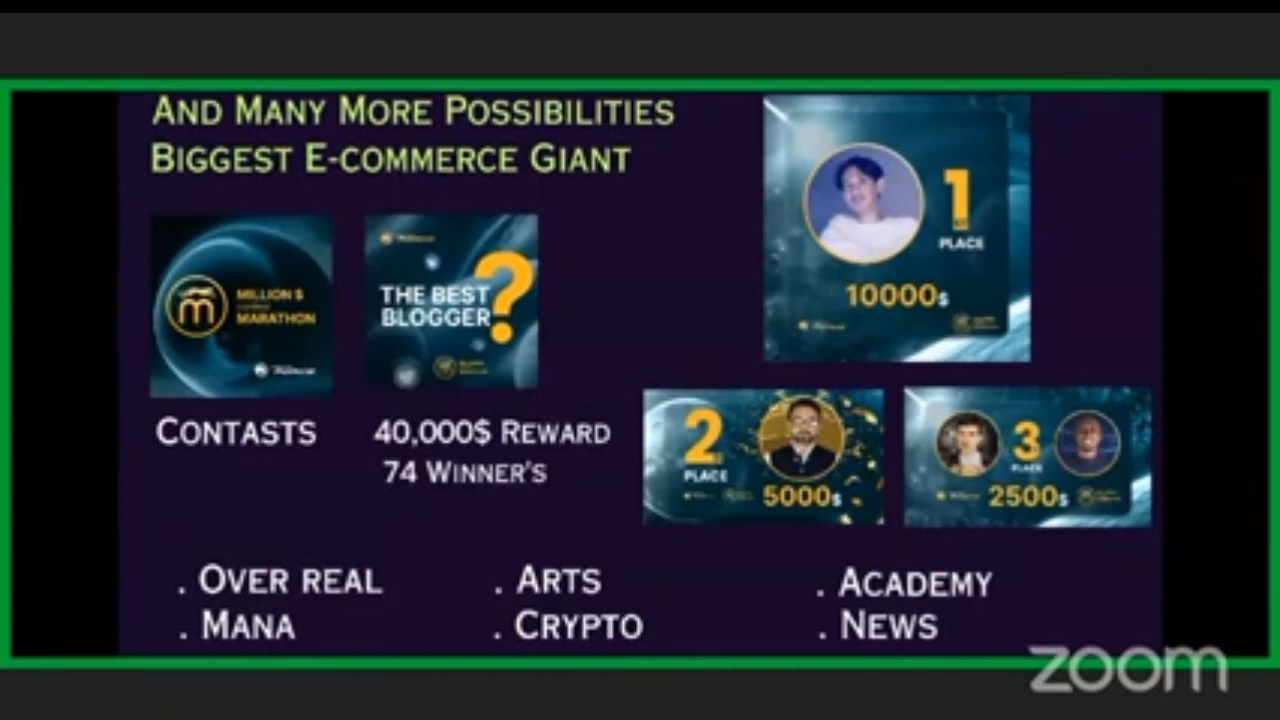 AND MANY MORE POSSIBILITIES
BIGGEST E-COMMERCE GIANT
MILLION $
MARATHON
THE BEST
BLOGGER?
1
PLACE
10000$
CONTASTS
40,000$ REWARD
74 WINNER'S
2
PLACE
5000$
3
PLACE
2500$
. OVER REAL
. MANA
. ARTS
. CRYPTO
. ACADEMY
. NEWS
zoom